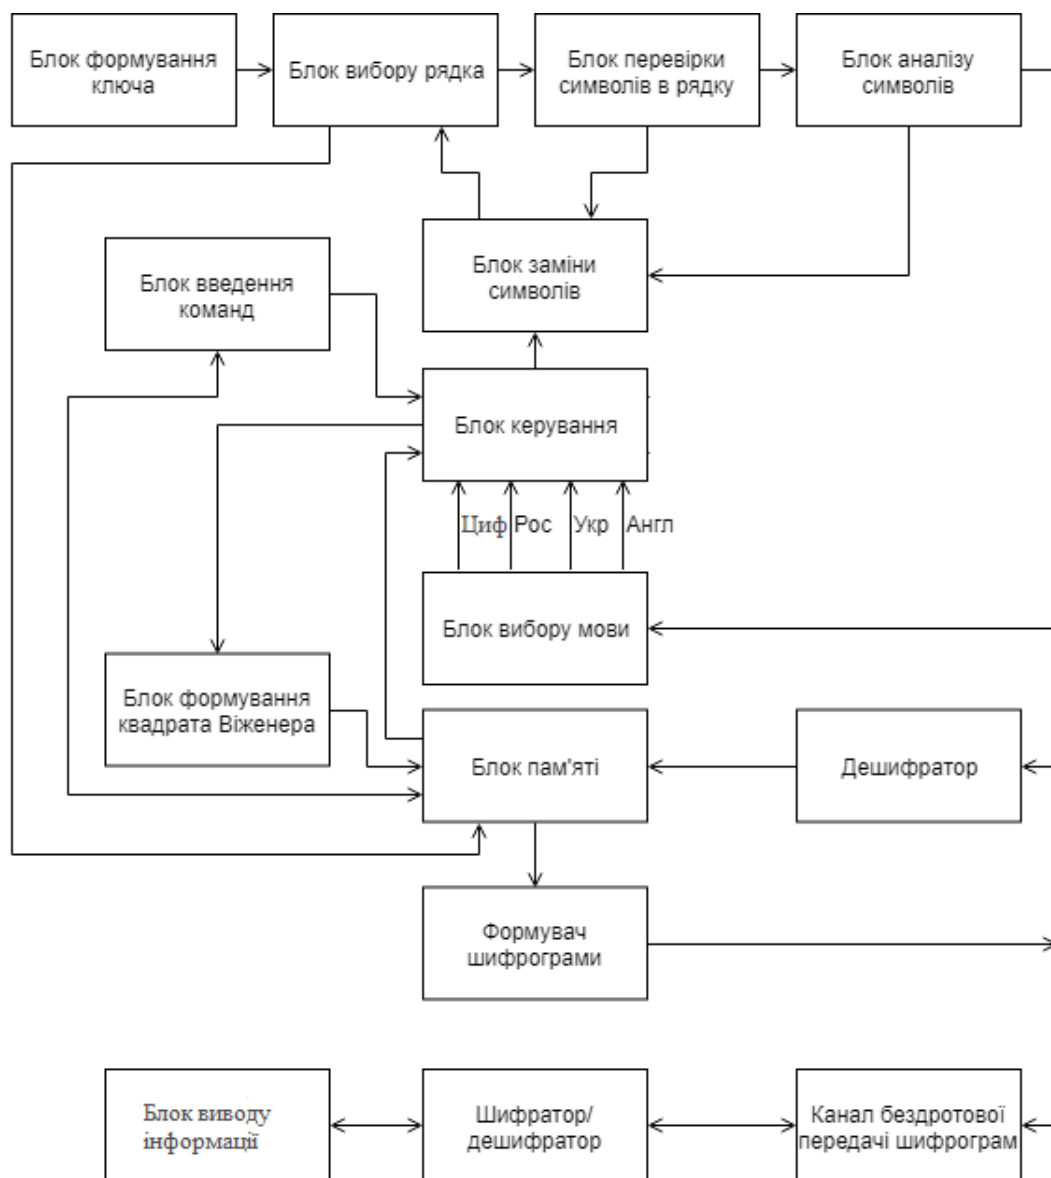 Блок формування
ключа
Блок вибору рядка
Блок перевірки
символів в рядку
Блок аналізу
символів
Блок заміни
символів
Блок введення
команд
Блок керування
Циф Рос Укр Англ
Блок вибору мови
Блок формування
квадрата Віженера
Блок пам'яті
Дешифратор
Формувач
шифрограми
Блок виводу
інформації
Шифратор/
дешифратор
Канал бездротової
передачі шифрограм